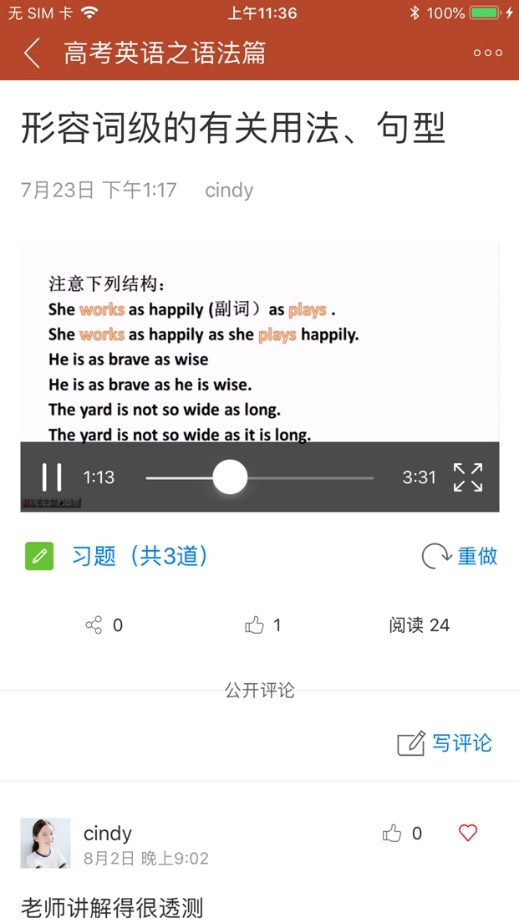 无 SIM 卡 上午11:36 100%
高考英语之语法篇
形容词级的有关用法、句型
7月23日 下午1:17 cindy
注意下列结构：
She works as happily (副词）as plays .
She works as happily as she plays happily.
He is as brave as wise
He is as brave as he is wise.
The yard is not so wide as long.
The yard is not so wide as it is long.
1:13 3:31
习题（共3道） 重做
0 1 阅读 24
公开评论
写评论
cindy 0
8月2日 晚上9:02
老师讲解得很透测